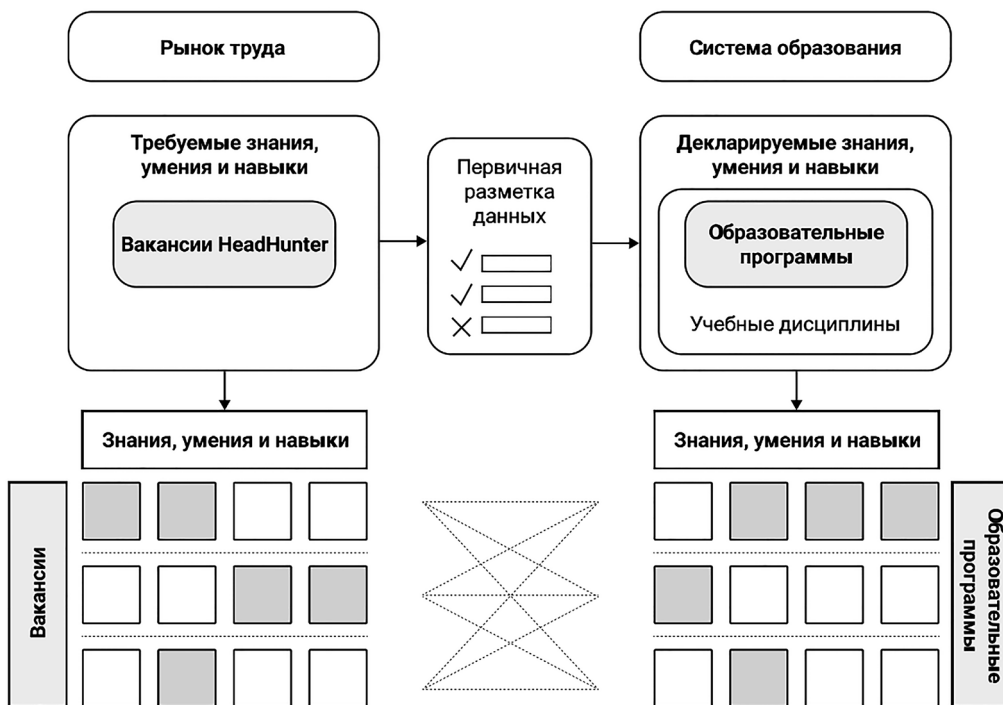 Рынок труда
Система образования
Требуемые знания,
умения и навыки
Вакансии HeadHunter
Первичная
разметка
данных
Декларируемые знания,
умения и навыки
Образовательные
программы
Учебные дисциплины
Знания, умения и навыки
Знания, умения и навыки
Вакансии
Образовательные
программы